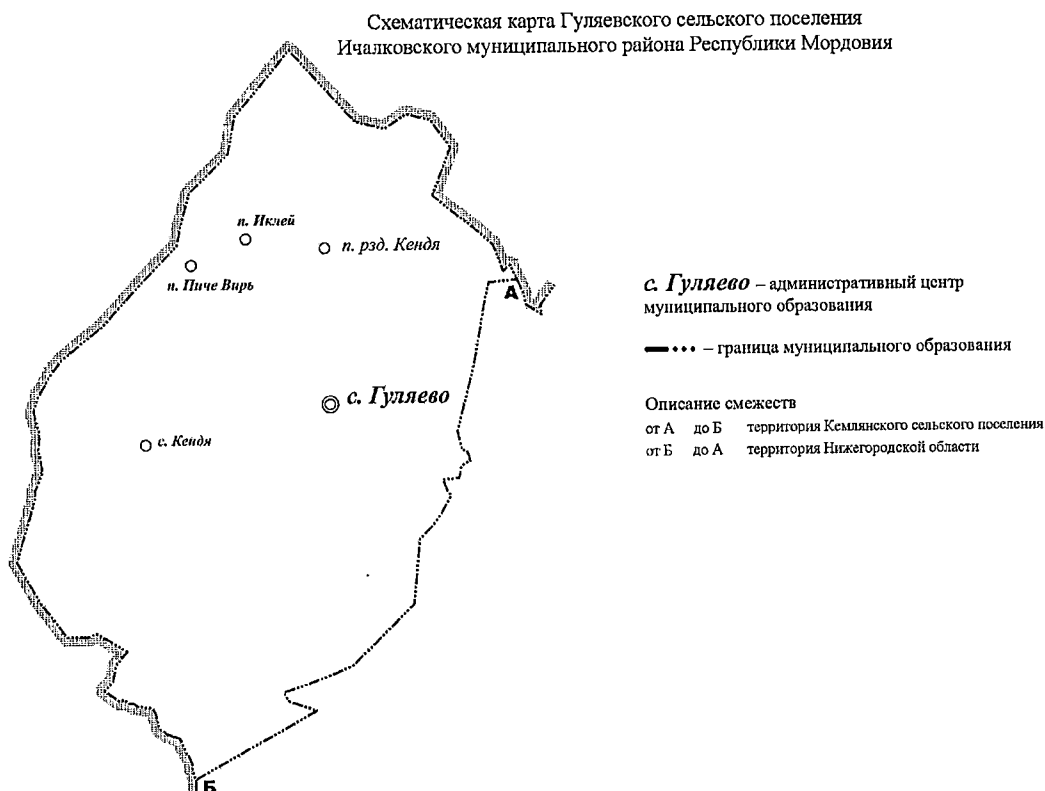 Схематическая карта Гуляевского сельского поселения
Ичалковского муниципального района Республики Мордовия
п. Иклей
п. рзд. Кендя
п. Пиче Вирь
А
с. Гуляево
с. Кендя
Б
с. Гуляево – административный центр
муниципального образования
– граница муниципального образования
Описание смежеств
от А до Б территория Кемлянского сельского поселения
от Б до А территория Нижегородской области